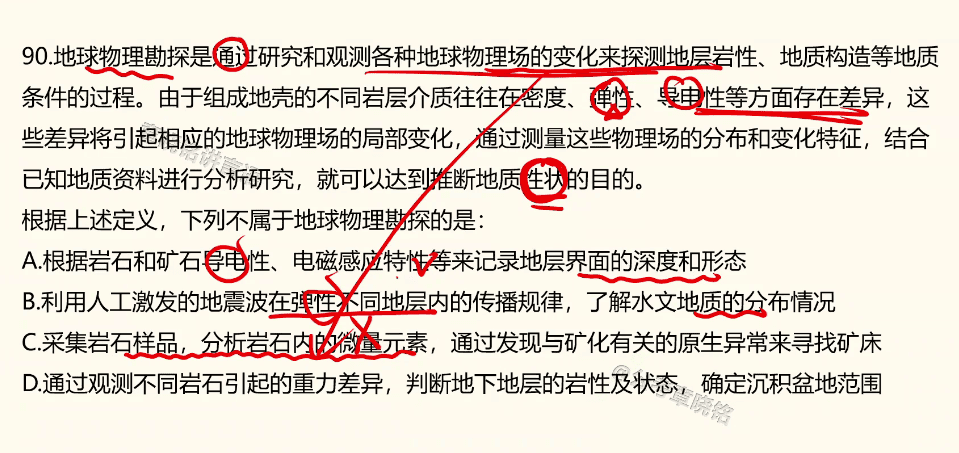 90.地球物理勘探是通过研究和观测各种地球物理场的变化来探测地层岩性、地质构造等地质
条件的过程。由于组成地壳的不同岩层介质往往在密度、弹性、导电性等方面存在差异，这
些差异将引起相应的地球物理场的局部变化，通过测量这些物理场的分布和变化特征，结合
已知地质资料进行分析研究，就可以达到推断地质性状的目的。
根据上述定义，下列不属于地球物理勘探的是：
A.根据岩石和矿石导电性、电磁感应特性等来记录地层界面的深度和形态
B.利用人工激发的地震波在弹性不同地层内的传播规律，了解水文地质的分布情况
C.采集岩石样品，分析岩石内的微量元素，通过发现与矿化有关的原生异常来寻找矿床
D.通过观测不同岩石引起的重力差异，判断地下地层的岩性及状态，确定沉积盆地范围